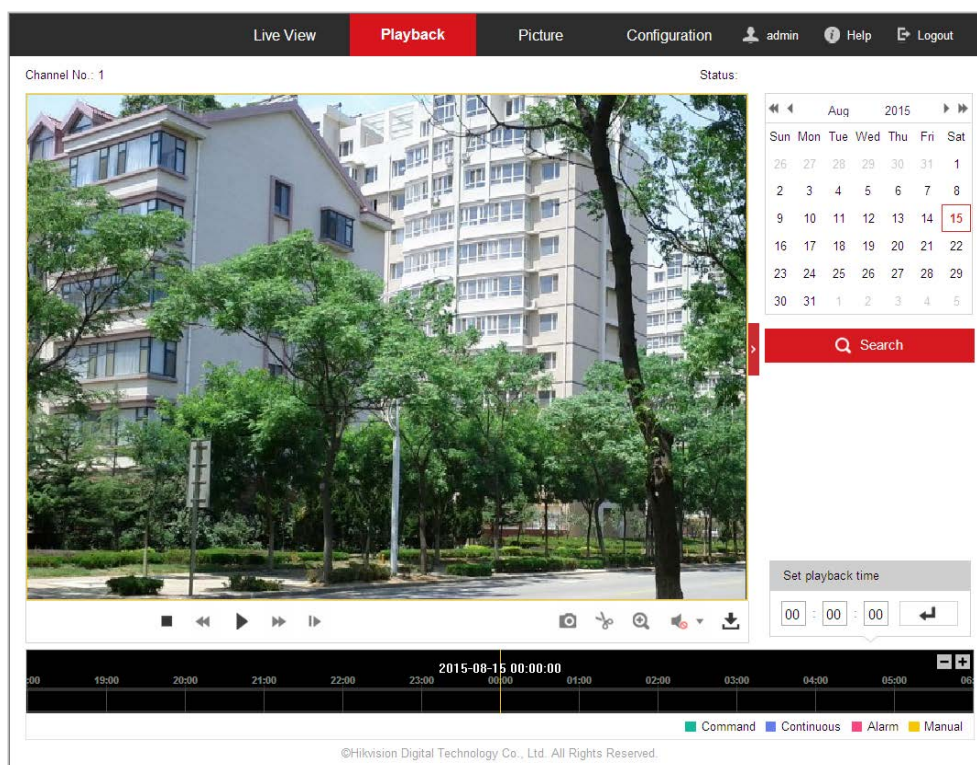 Live View Playback Picture Configuration admin Help Logout
Channel No.: 1 Status:
Aug 2015
Sun Mon Tue Wed Thu Fri Sat
26 27 28 29 30 31 1
2 3 4 5 6 7 8
9 10 11 12 13 14 15
16 17 18 19 20 21 22
23 24 25 26 27 28 29
30 31 1 2 3 4 5
Search
Set playback time
00 : 00 : 00
2015-08-15 00:00:00
:00 19:00 20:00 21:00 22:00 23:00 00:00 01:00 02:00 03:00 04:00 05:00 06:
Command Continuous Alarm Manual
©Hikvision Digital Technology Co., Ltd. All Rights Reserved.